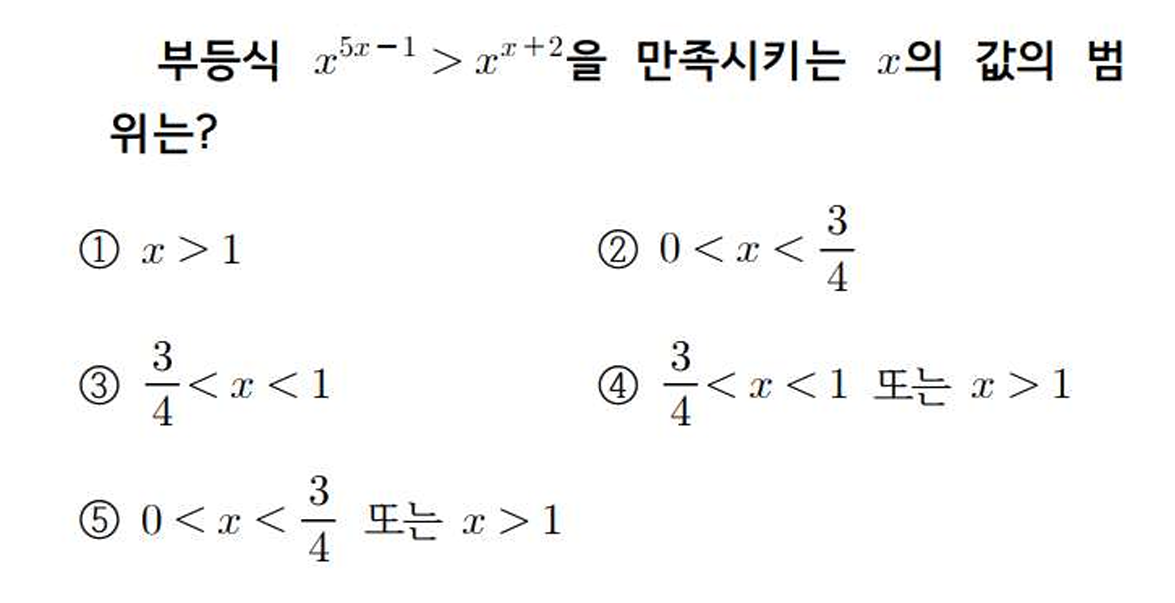 부등식 $x^{5x-1} > x^{x+2}$을 만족시키는 $x$의 값의 범
위는?
① $x > 1$ ② $0 < x < \frac{3}{4}$
③ $\frac{3}{4} < x < 1$ ④ $\frac{3}{4} < x < 1$ 또는 $x > 1$
⑤ $0 < x < \frac{3}{4}$ 또는 $x > 1$